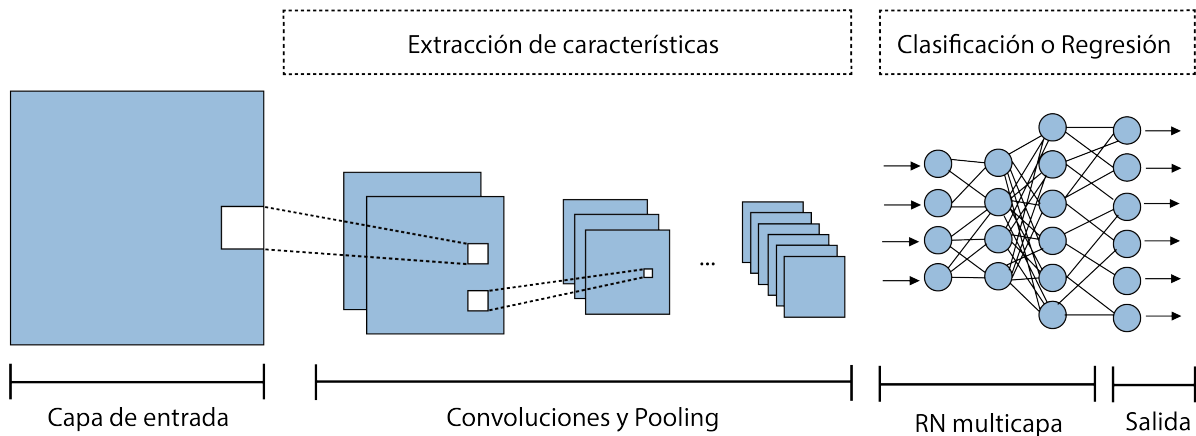 Extracción de características
Clasificación o Regresión
...
Capa de entrada
Convoluciones y Pooling
RN multicapa
Salida